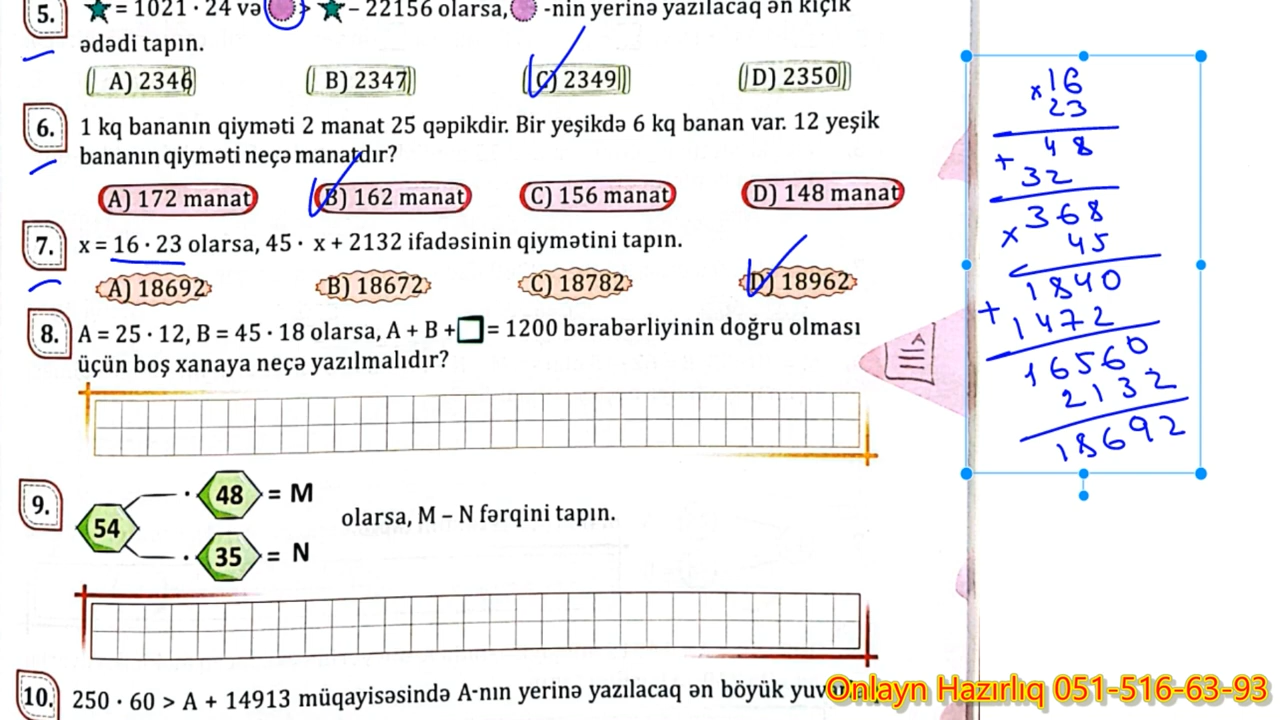 5. ★ = 1021 · 24 və > ★ – 22156 olarsa, -nin yerinə yazılacaq ən kiçik
ədədi tapın.
A) 2346 B) 2347 C) 2349 D) 2350
6. 1 kq bananın qiyməti 2 manat 25 qəpikdir. Bir yeşikdə 6 kq banan var. 12 yeşik
bananın qiyməti neçə manatdır?
A) 172 manat B) 162 manat C) 156 manat D) 148 manat
7. x = 16 · 23 olarsa, 45 · x + 2132 ifadəsinin qiymətini tapın.
A) 18692 B) 18672 C) 18782 D) 18962
8. A = 25 · 12, B = 45 · 18 olarsa, A + B + □ = 1200 bərabərliyinin doğru olması
üçün boş xanaya neçə yazılmalıdır?
9. 54 · 48 = M
· 35 = N
olarsa, M – N fərqini tapın.
10. 250 · 60 > A + 14913 müqayisəsində A-nın yerinə yazılacaq ən böyük
x 16
23
48
+ 32
x 368
45
1840
+ 1472
16560
2132
18692
A
Onlayn Hazırlıq 051-516-63-93